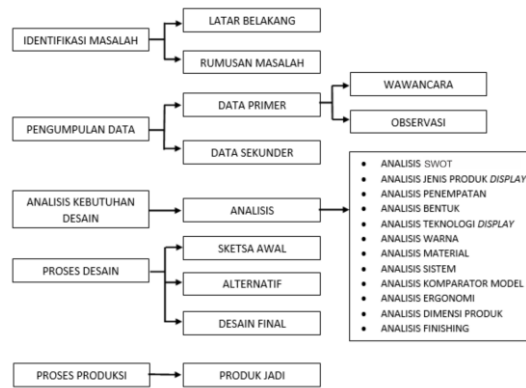 IDENTIFIKASI MASALAH
LATAR BELAKANG
RUMUSAN MASALAH
PENGUMPULAN DATA
DATA PRIMER
WAWANCARA
OBSERVASI
DATA SEKUNDER
ANALISIS KEBUTUHAN
DESAIN
ANALISIS
• ANALISIS SWOT
• ANALISIS JENIS PRODUK DISPLAY
• ANALISIS PENEMPATAN
• ANALISIS BENTUK
• ANALISIS TEKNOLOGI DISPLAY
• ANALISIS WARNA
• ANALISIS MATERIAL
• ANALISIS SISTEM
• ANALISIS KOMPARATOR MODEL
• ANALISIS ERGONOMI
• ANALISIS DIMENSI PRODUK
• ANALISIS FINISHING
PROSES DESAIN
SKETSA AWAL
ALTERNATIF
DESAIN FINAL
PROSES PRODUKSI
PRODUK JADI